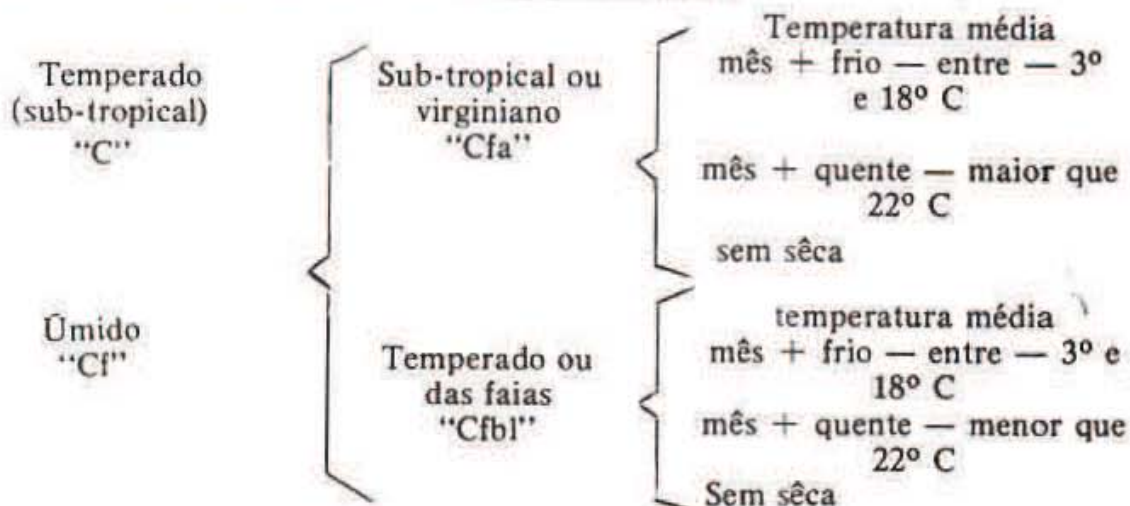 Temperado
(sub-tropical)
“C”
Úmido
“Cf”
Sub-tropical ou
virginiano
“Cfa”
Temperatura média
mês + frio — entre — 3º
e 18º C
mês + quente — maior que
22º C
sem sêca
Temperado ou
das faias
“Cfbl”
temperatura média
mês + frio — entre — 3º e
18º C
mês + quente — menor que
22º C
Sem sêca